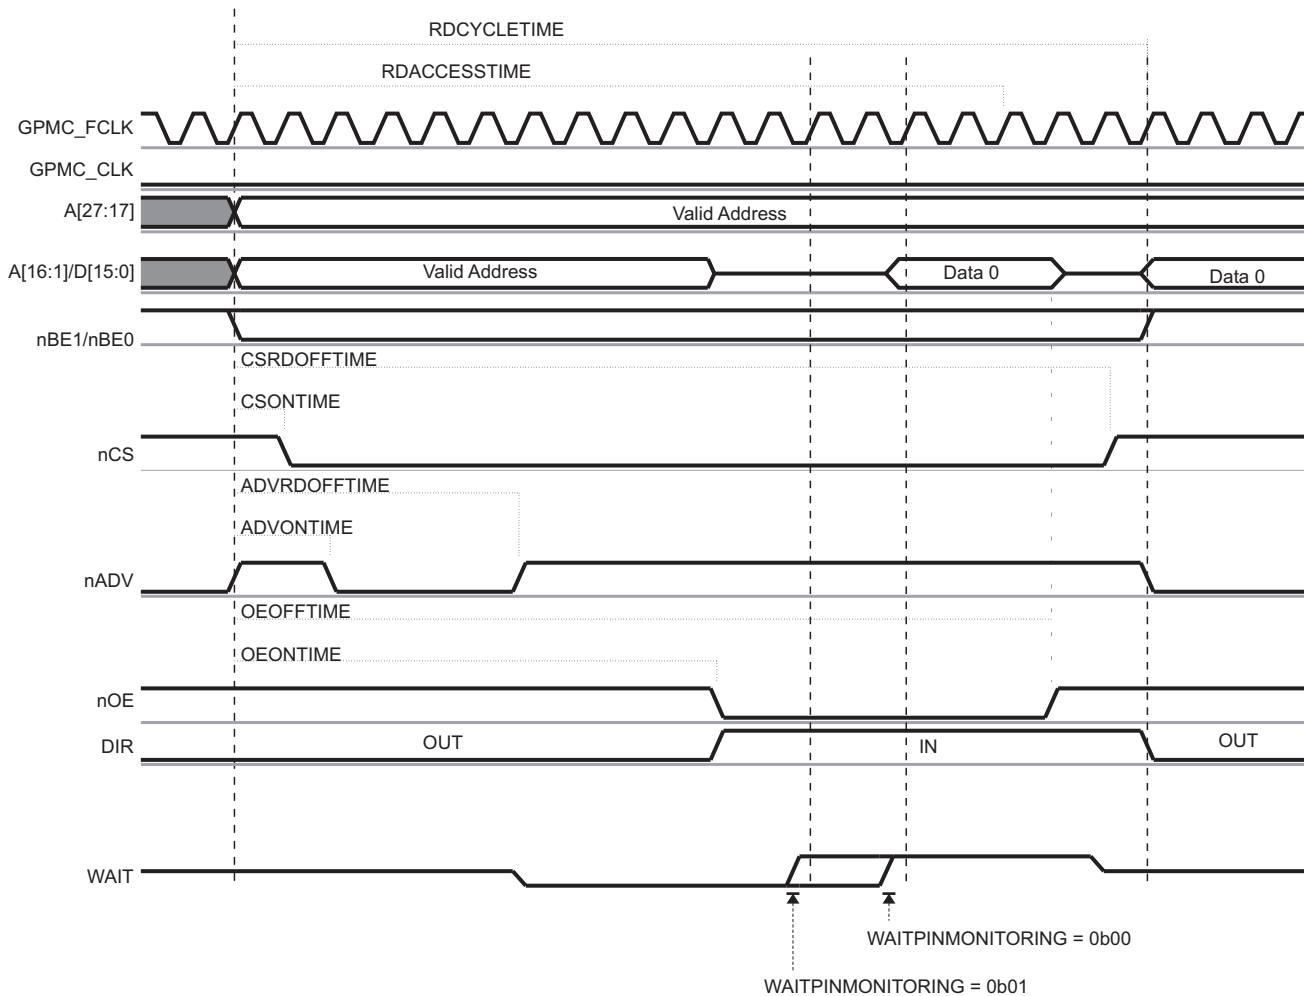 RDCYCLETIME
RDACCESSTIME
GPMC_FCLK
GPMC_CLK
A[27:17]
Valid Address
A[16:1]/D[15:0]
Valid Address
Data 0
Data 0
nBE1/nBE0
CSRDOFFTIME
CSONTIME
nCS
ADVRDOFFTIME
ADVONTIME
nADV
OEOFFTIME
OEONTIME
nOE
DIR
OUT
IN
OUT
WAIT
WAITPINMONITORING = 0b00
WAITPINMONITORING = 0b01